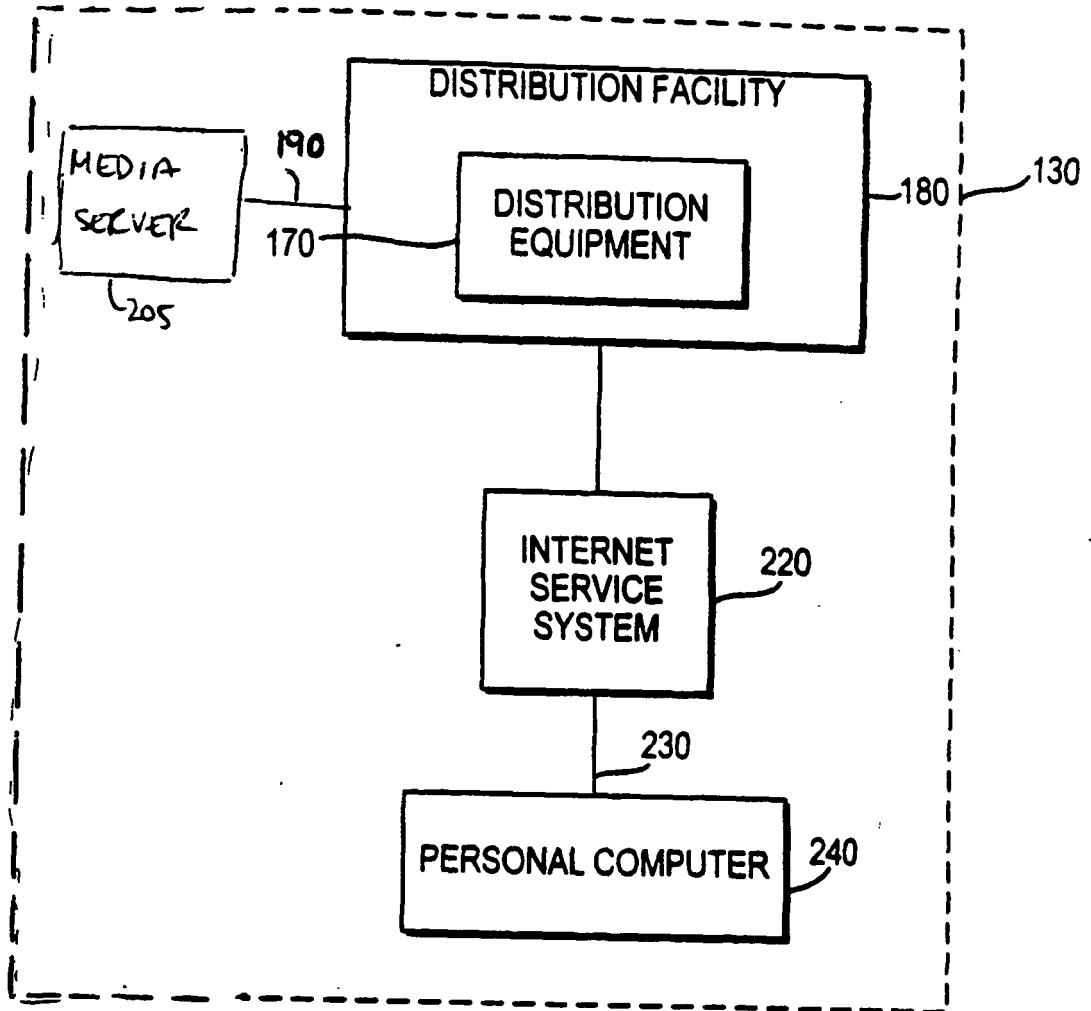 DISTRIBUTION FACILITY
MEDIA
SERVER
190
170
DISTRIBUTION
EQUIPMENT
180
130
205
INTERNET
SERVICE
SYSTEM
220
230
PERSONAL COMPUTER
240